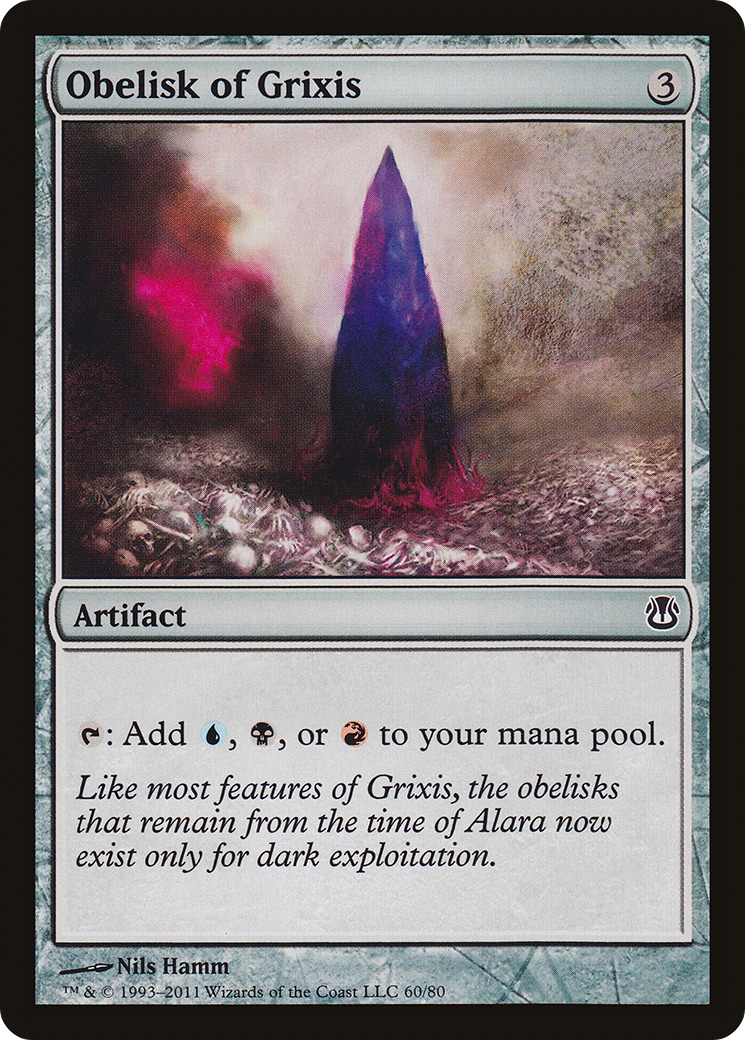 Obelisk of Grixis 3
Artifact
: Add , , or to your mana pool.
Like most features of Grixis, the obelisks
that remain from the time of Alara now
exist only for dark exploitation.
Nils Hamm
™ & © 1993–2011 Wizards of the Coast LLC 60/80